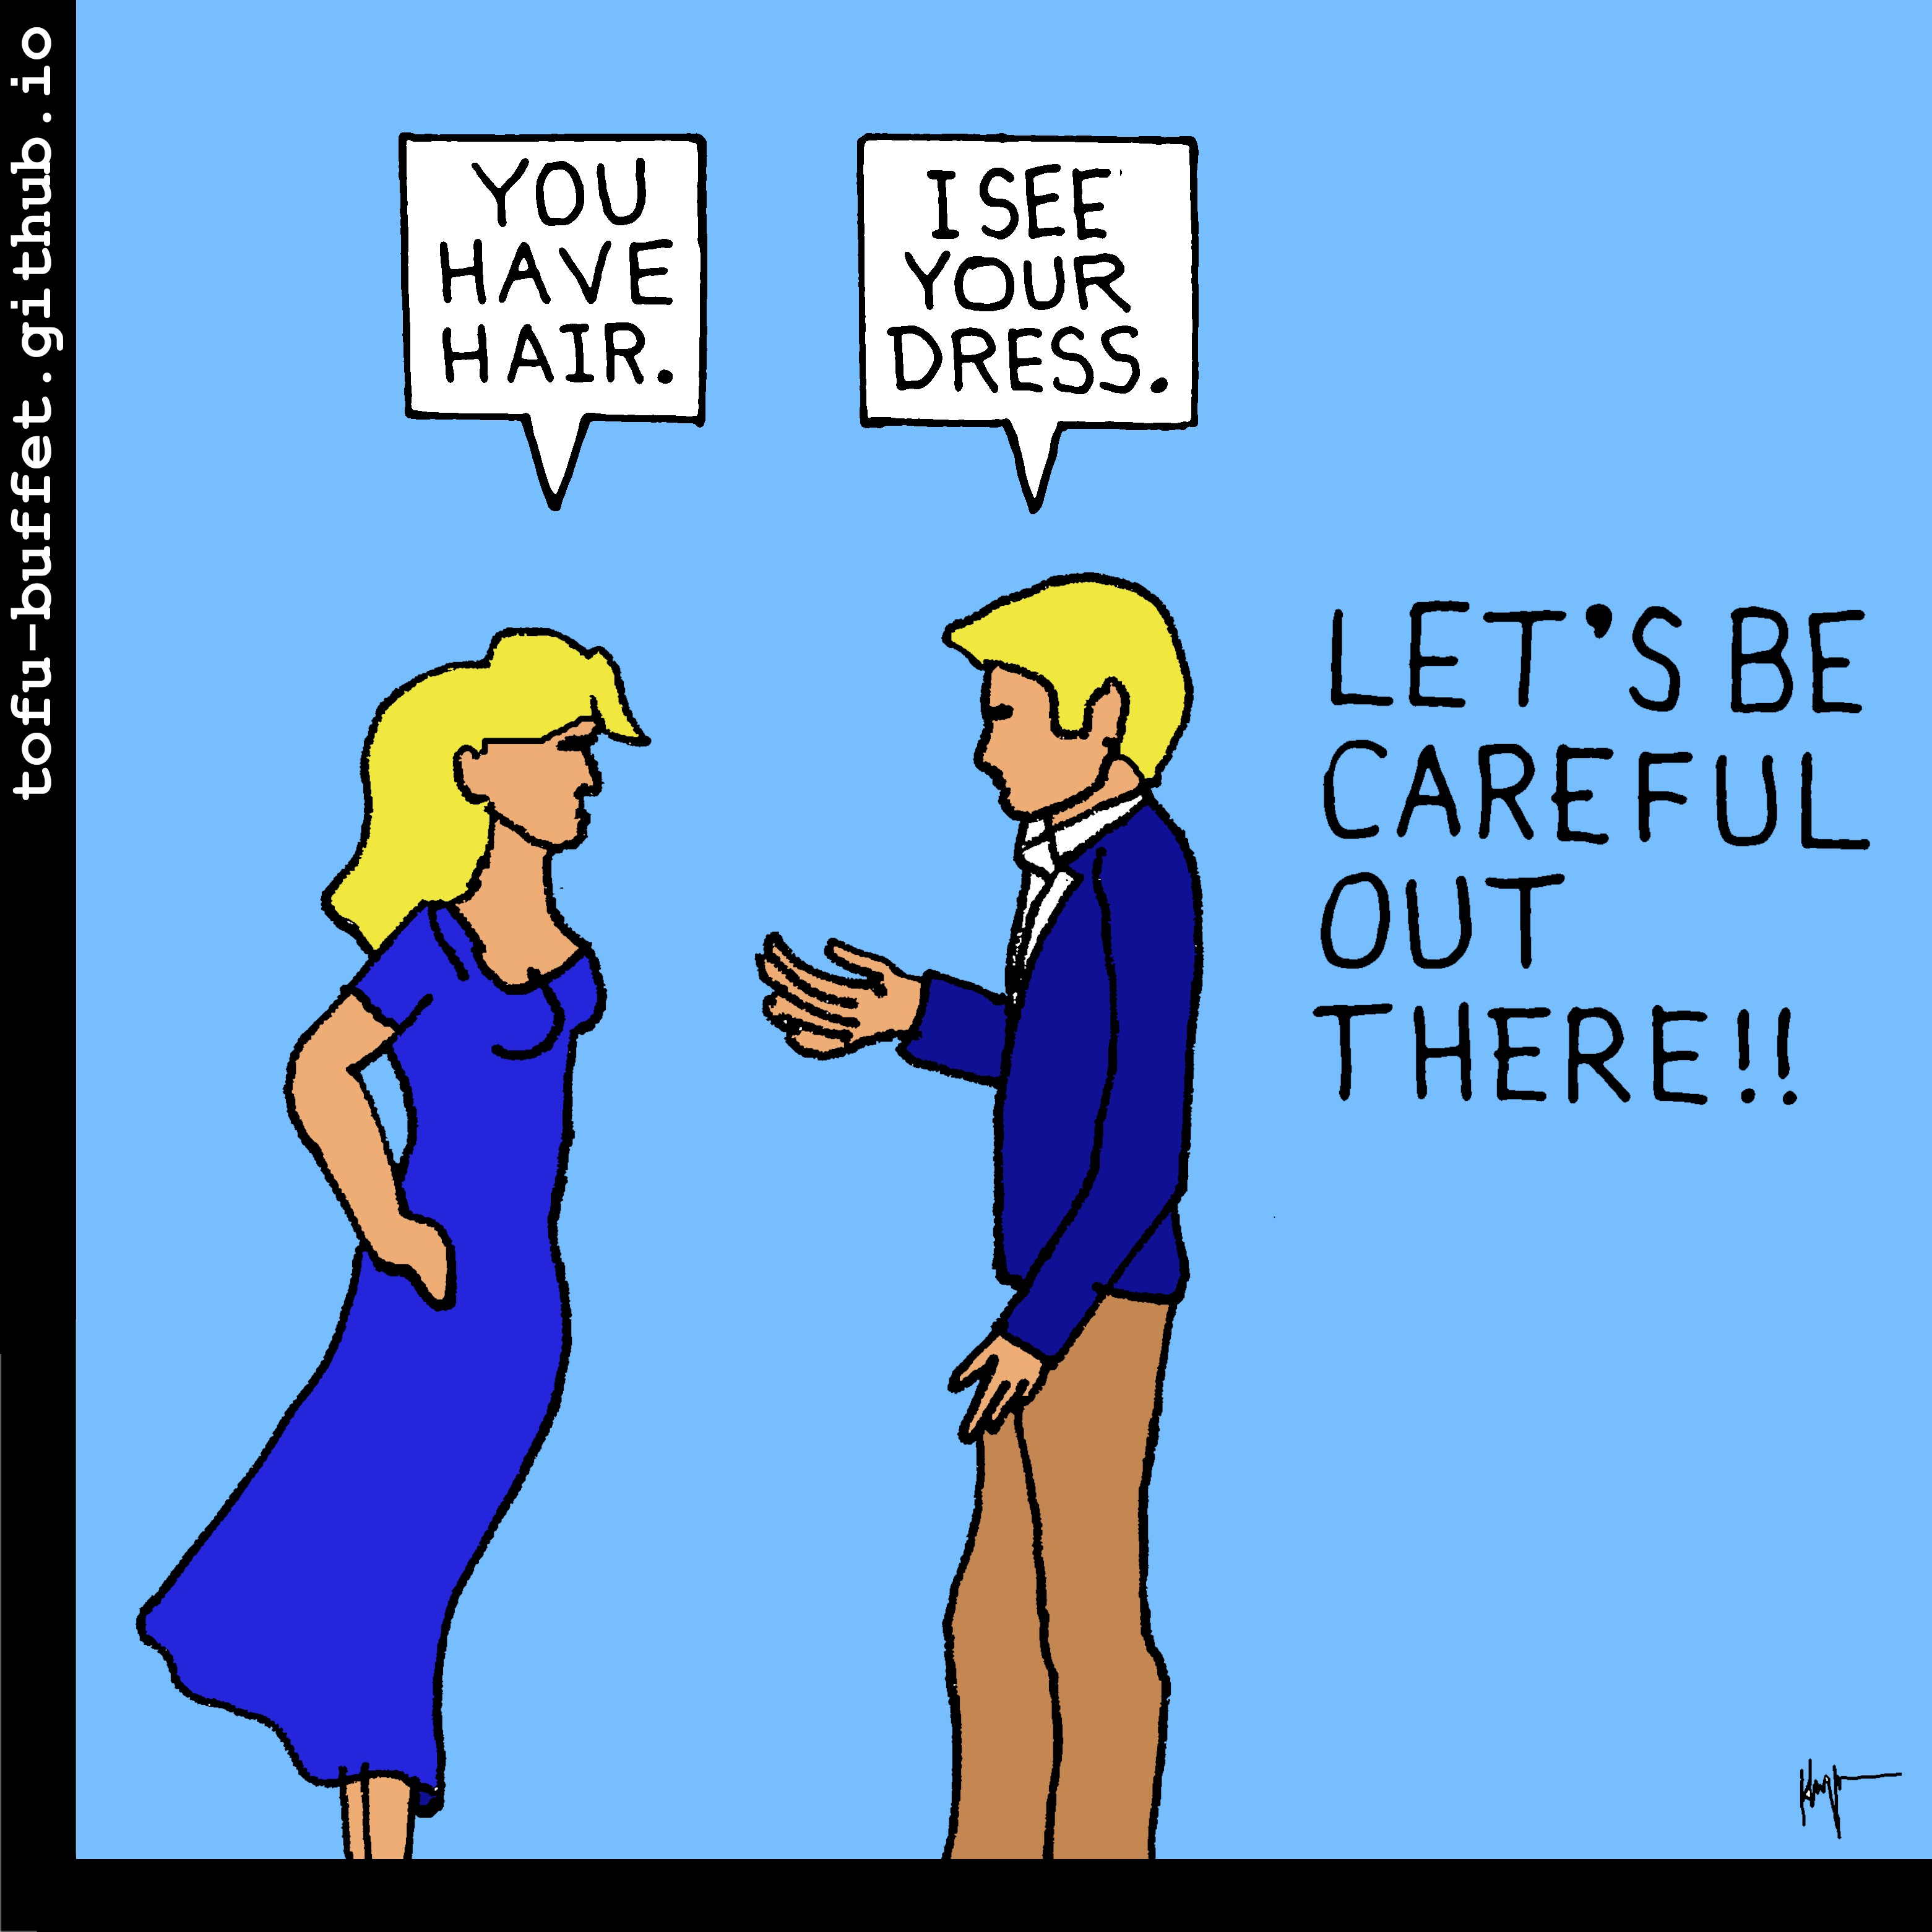 tofu-buffet.github.io
YOU
HAVE
HAIR.
I SEE
YOUR
DRESS.
LET'S BE
CAREFUL
OUT
THERE!!